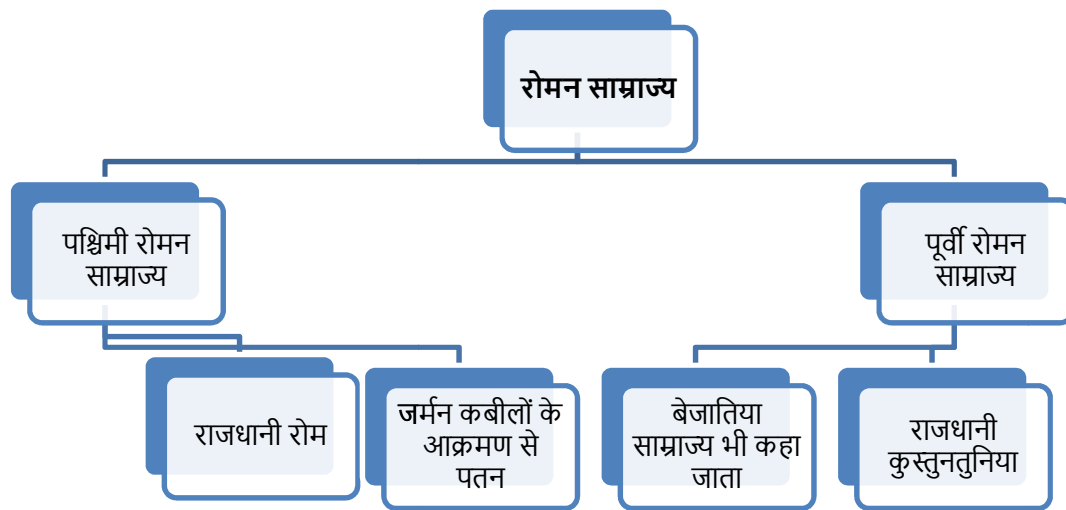 रोमन साम्राज्य
पश्चिमी रोमन
साम्राज्य
पूर्वी रोमन
साम्राज्य
राजधानी रोम
जर्मन कबीलों के
आक्रमण से
पतन
बेजातिया
साम्राज्य भी कहा
जाता
राजधानी
कुस्तुनतुनिया